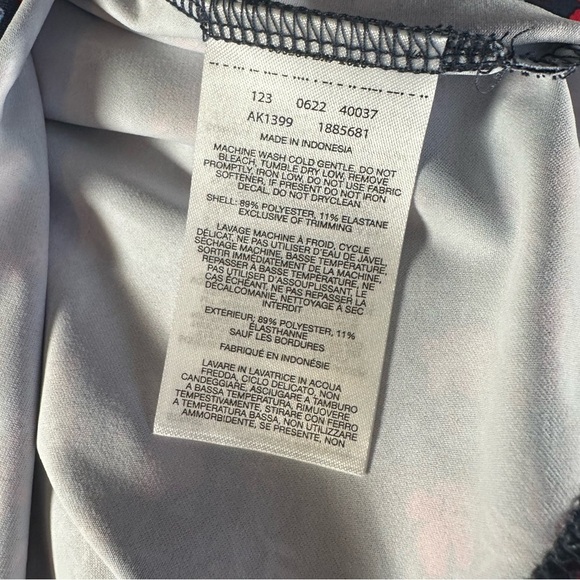 123 0622 40037
AK1399 1885681
MADE IN INDONESIA
MACHINE WASH COLD GENTLE, DO NOT
BLEACH, TUMBLE DRY LOW, REMOVE
PROMPTLY, IRON LOW, DO NOT USE FABRIC
SOFTENER, IF PRESENT DO NOT IRON
DECAL, DO NOT DRYCLEAN.
SHELL: 89% POLYESTER, 11% ELASTANE
EXCLUSIVE OF TRIMMING
LAVAGE MACHINE À FROID, CYCLE
DÉLICAT, NE PAS UTILISER D'EAU DE JAVEL,
SÉCHAGE MACHINE, BASSE TEMPÉRATURE,
SORTIR IMMÉDIATEMENT DE LA MACHINE,
REPASSER À BASSE TEMPÉRATURE, NE
PAS UTILISER D'ASSOUPLISSANT, LE
CAS ÉCHÉANT, NE PAS REPASSER LA
DÉCALCOMANIE, NETTOYAGE À SEC
INTERDIT
EXTÉRIEUR: 89% POLYESTER, 11%
ÉLASTHANNE
SAUF LES BORDURES
FABRIQUÉ EN INDONÉSIE
LAVARE IN LAVATRICE IN ACQUA
FREDDA, CICLO DELICATO, NON
CANDEGGIARE, ASCIUGARE A TAMBURO
A BASSA TEMPERATURA, RIMUOVERE
TEMPESTIVAMENTE, STIRARE CON FERRO
A TEMPERATURA BASSA, NON UTILIZZARE
AMMORBIDENTE, SE PRESENTE, NON